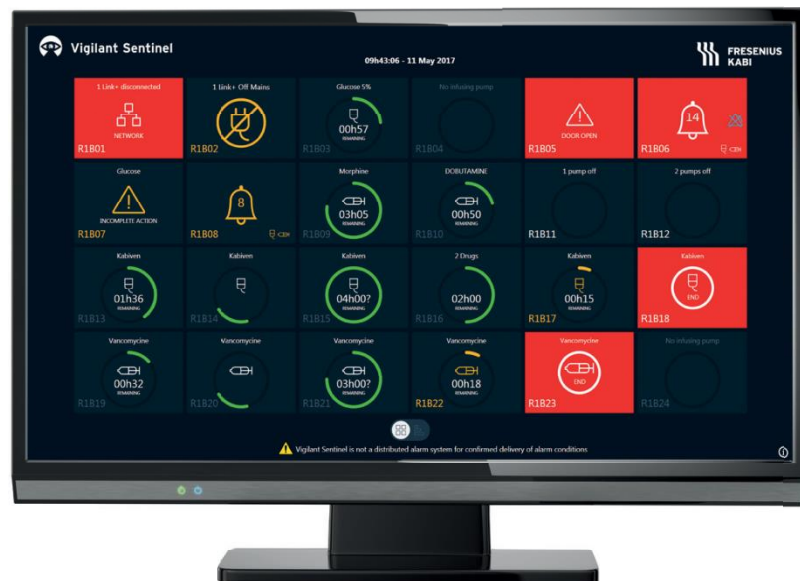 Vigilant Sentinel
09h43:06 - 11 May 2017
FRESENIUS
KABI
1 Link+ disconnected
NETWORK
R1B01
1 link+ Off Mains
R1B02
Glucose 5%
00h57
REMAINING
R1B03
No infusing pump
R1B04
DOOR OPEN
R1B05
14
R1B06
Glucose
INCOMPLETE ACTION
R1B07
8
R1B08
Morphine
03h05
REMAINING
R1B09
DOBUTAMINE
00h50
REMAINING
R1B10
1 pump off
R1B11
2 pumps off
R1B12
Kabiven
01h36
REMAINING
R1B13
Kabiven
R1B14
Kabiven
04h00?
REMAINING
R1B15
2 Drugs
02h00
REMAINING
R1B16
Kabiven
00h15
REMAINING
R1B17
Kabiven
END
R1B18
Vancomycine
00h32
REMAINING
R1B19
Vancomycine
R1B20
Vancomycine
03h00?
REMAINING
R1B21
Vancomycine
00h18
REMAINING
R1B22
Vancomycine
END
R1B23
No infusing pump
R1B24
Vigilant Sentinel is not a distributed alarm system for confirmed delivery of alarm conditions